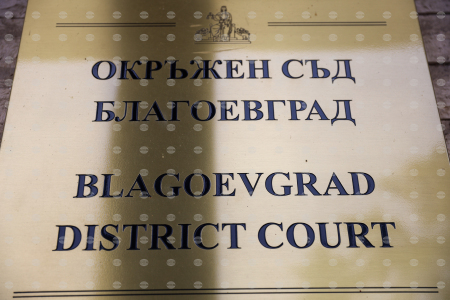 ОКРЪЖЕН СЪД
БЛАГОЕВГРАД
BLAGOEVGRAD
DISTRICT COURT